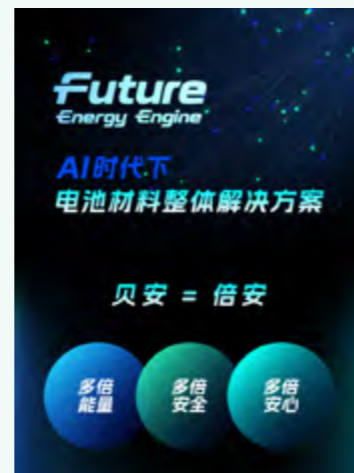 Future
Energy Engine
AI时代下
电池材料整体解决方案
贝安 = 倍安
多倍
能量
多倍
安全
多倍
安心